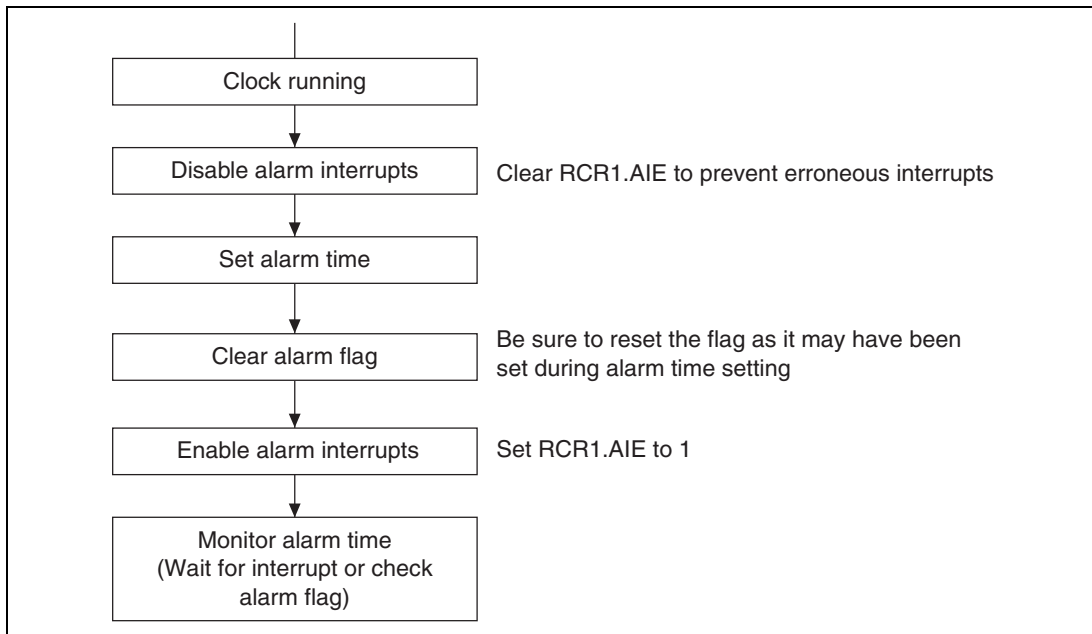 Clock running
Disable alarm interrupts
Clear RCR1.AIE to prevent erroneous interrupts
Set alarm time
Clear alarm flag
Be sure to reset the flag as it may have been
set during alarm time setting
Enable alarm interrupts
Set RCR1.AIE to 1
Monitor alarm time
(Wait for interrupt or check
alarm flag)